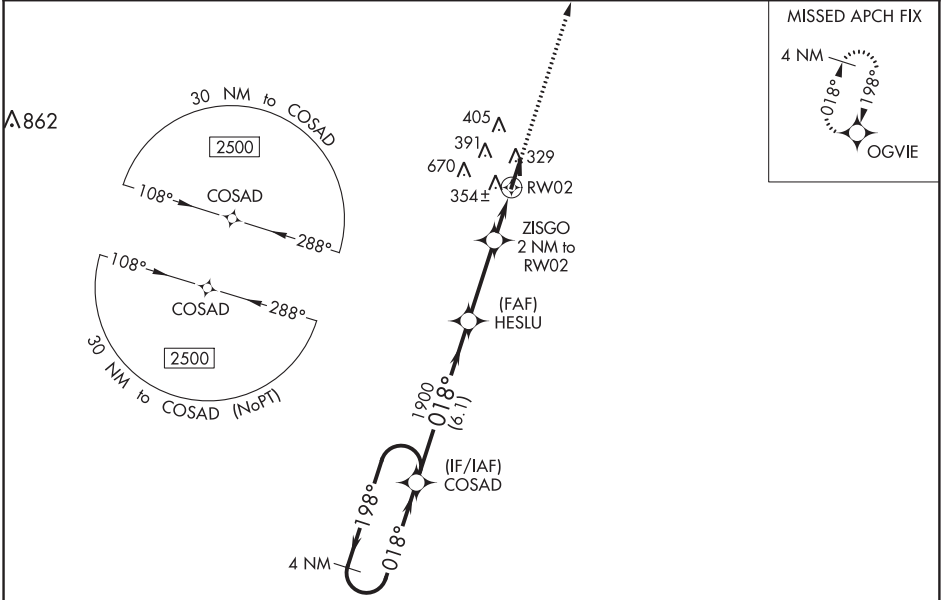 862
30 NM to COSAD
2500
108°
COSAD
288°
108°
COSAD
288°
2500
30 NM to COSAD (NoPT)
405
391
329
670
354±
RW02
ZISGO
2 NM to
RW02
(FAF)
HESLU
1900
018°
(6.1)
(IF/IAF)
COSAD
198°
018°
4 NM
MISSED APCH FIX
4 NM
018°
198°
OGVIE